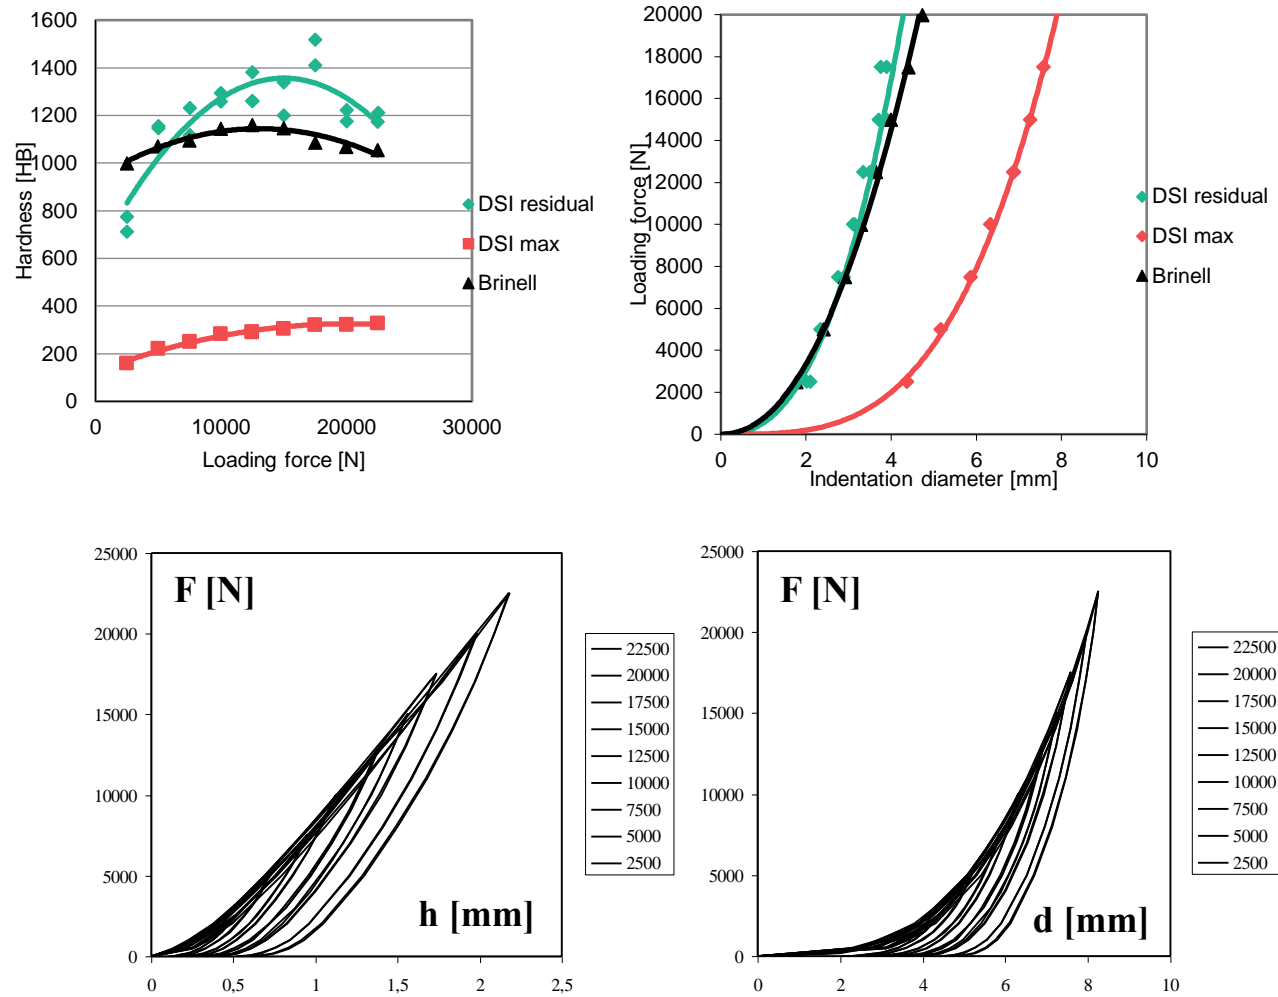 1600
1400
1200
1000
800
600
400
200
0
Hardness [HB]
0 10000 20000 30000
Loading force [N]
DSI residual
DSI max
Brinell
20000
18000
16000
14000
12000
10000
8000
6000
4000
2000
0
Loading force [N]
0 2 4 6 8 10
Indentation diameter [mm]
DSI residual
DSI max
Brinell
25000
20000
15000
10000
5000
0
F [N]
h [mm]
0 0,5 1 1,5 2 2,5
22500
20000
17500
15000
12500
10000
7500
5000
2500
25000
20000
15000
10000
5000
0
F [N]
d [mm]
0 2 4 6 8 10
22500
20000
17500
15000
12500
10000
7500
5000
2500